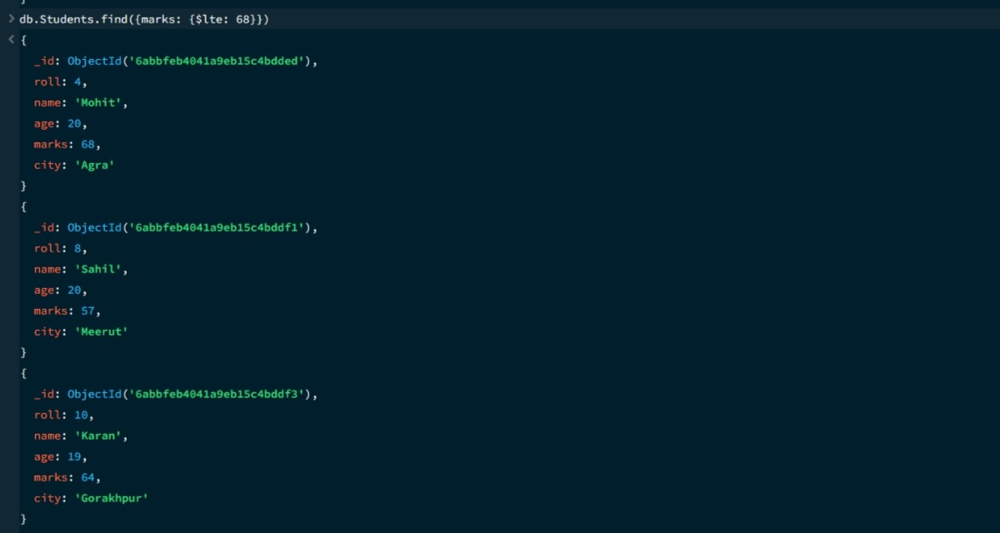 }
> db.Students.find({marks: {$lte: 68}})
< {
_id: ObjectId('6abbfeb4041a9eb15c4bdded'),
roll: 4,
name: 'Mohit',
age: 20,
marks: 68,
city: 'Agra'
}
{
_id: ObjectId('6abbfeb4041a9eb15c4bddf1'),
roll: 8,
name: 'Sahil',
age: 20,
marks: 57,
city: 'Meerut'
}
{
_id: ObjectId('6abbfeb4041a9eb15c4bddf3'),
roll: 10,
name: 'Karan',
age: 19,
marks: 64,
city: 'Gorakhpur'
}